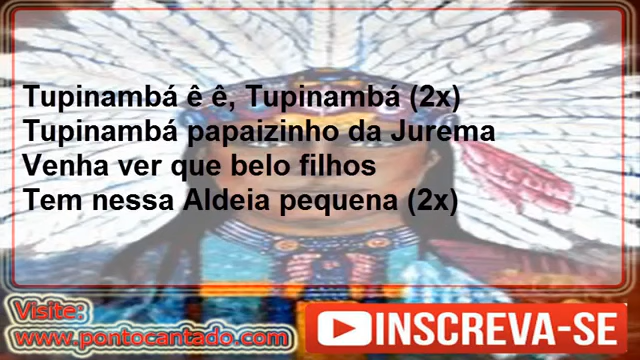 Tupinambá ê ê, Tupinambá (2x)
Tupinambá papaizinho da Jurema
Venha ver que belo filhos
Tem nessa Aldeia pequena (2x)
Visite:
www.pontocantado.com
INSCREVA-SE